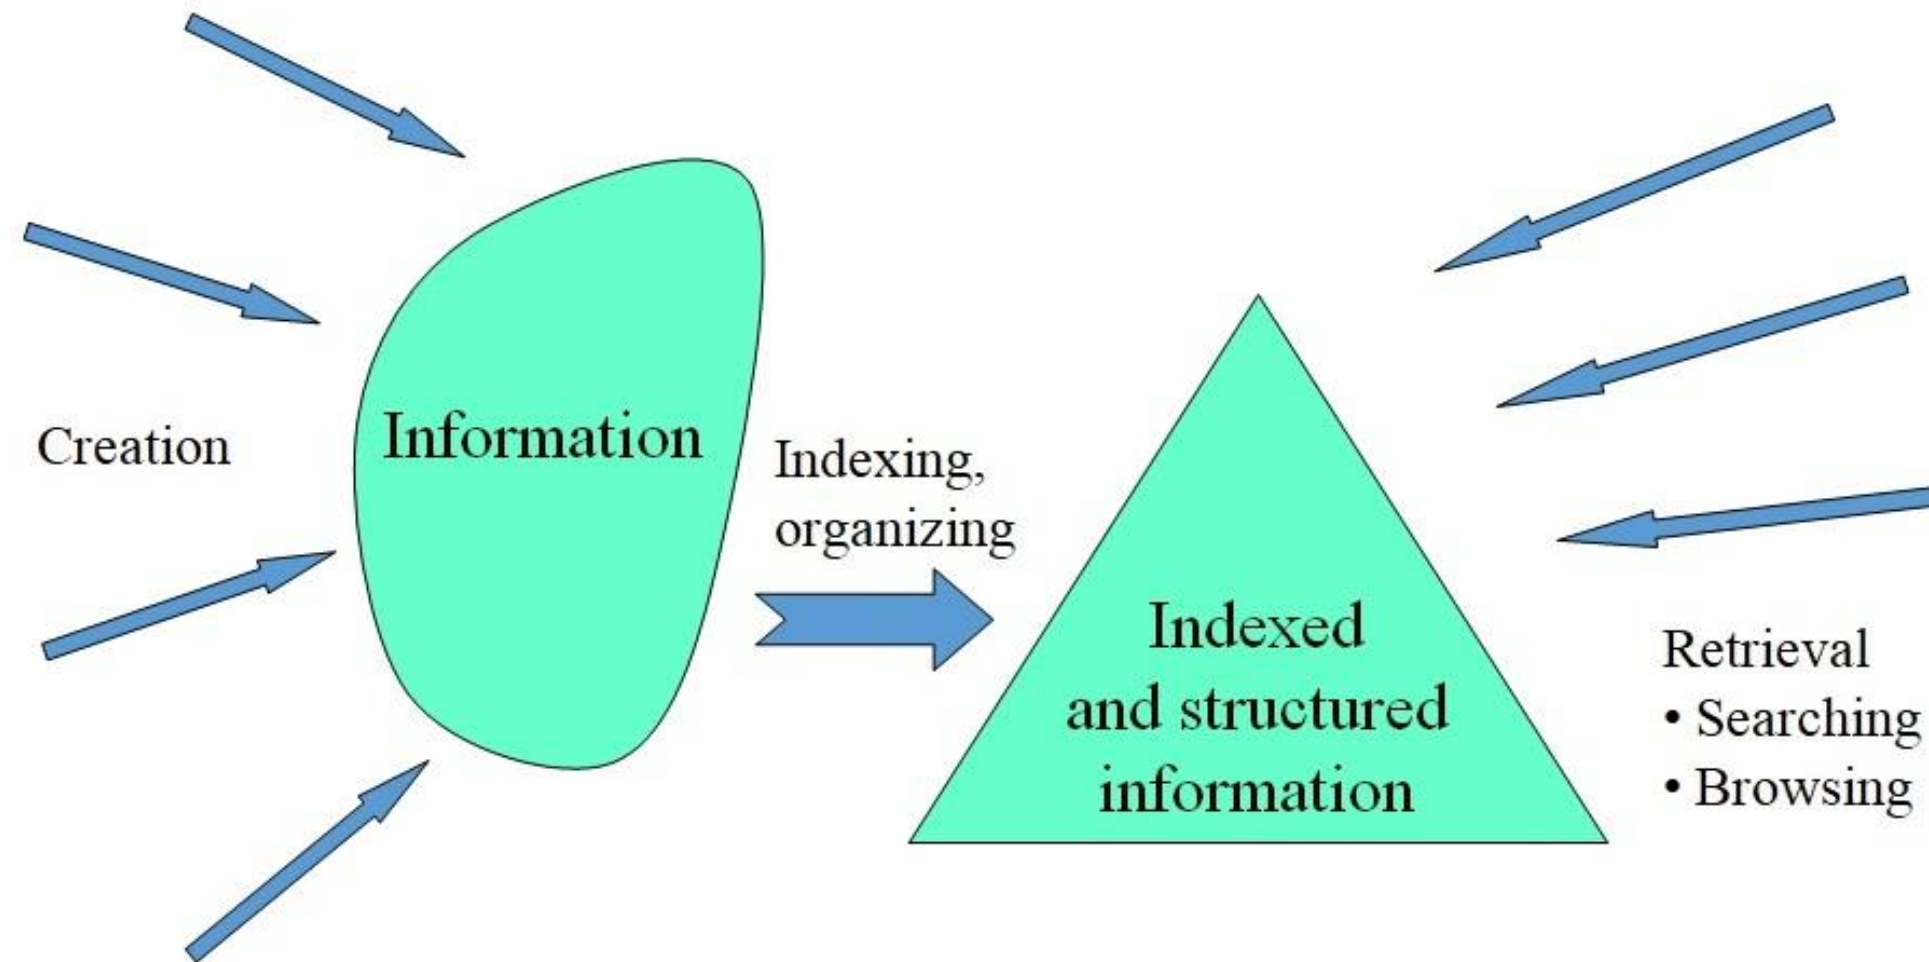 Creation
Information
Indexing,
organizing
Indexed
and structured
information
Retrieval
• Searching
• Browsing